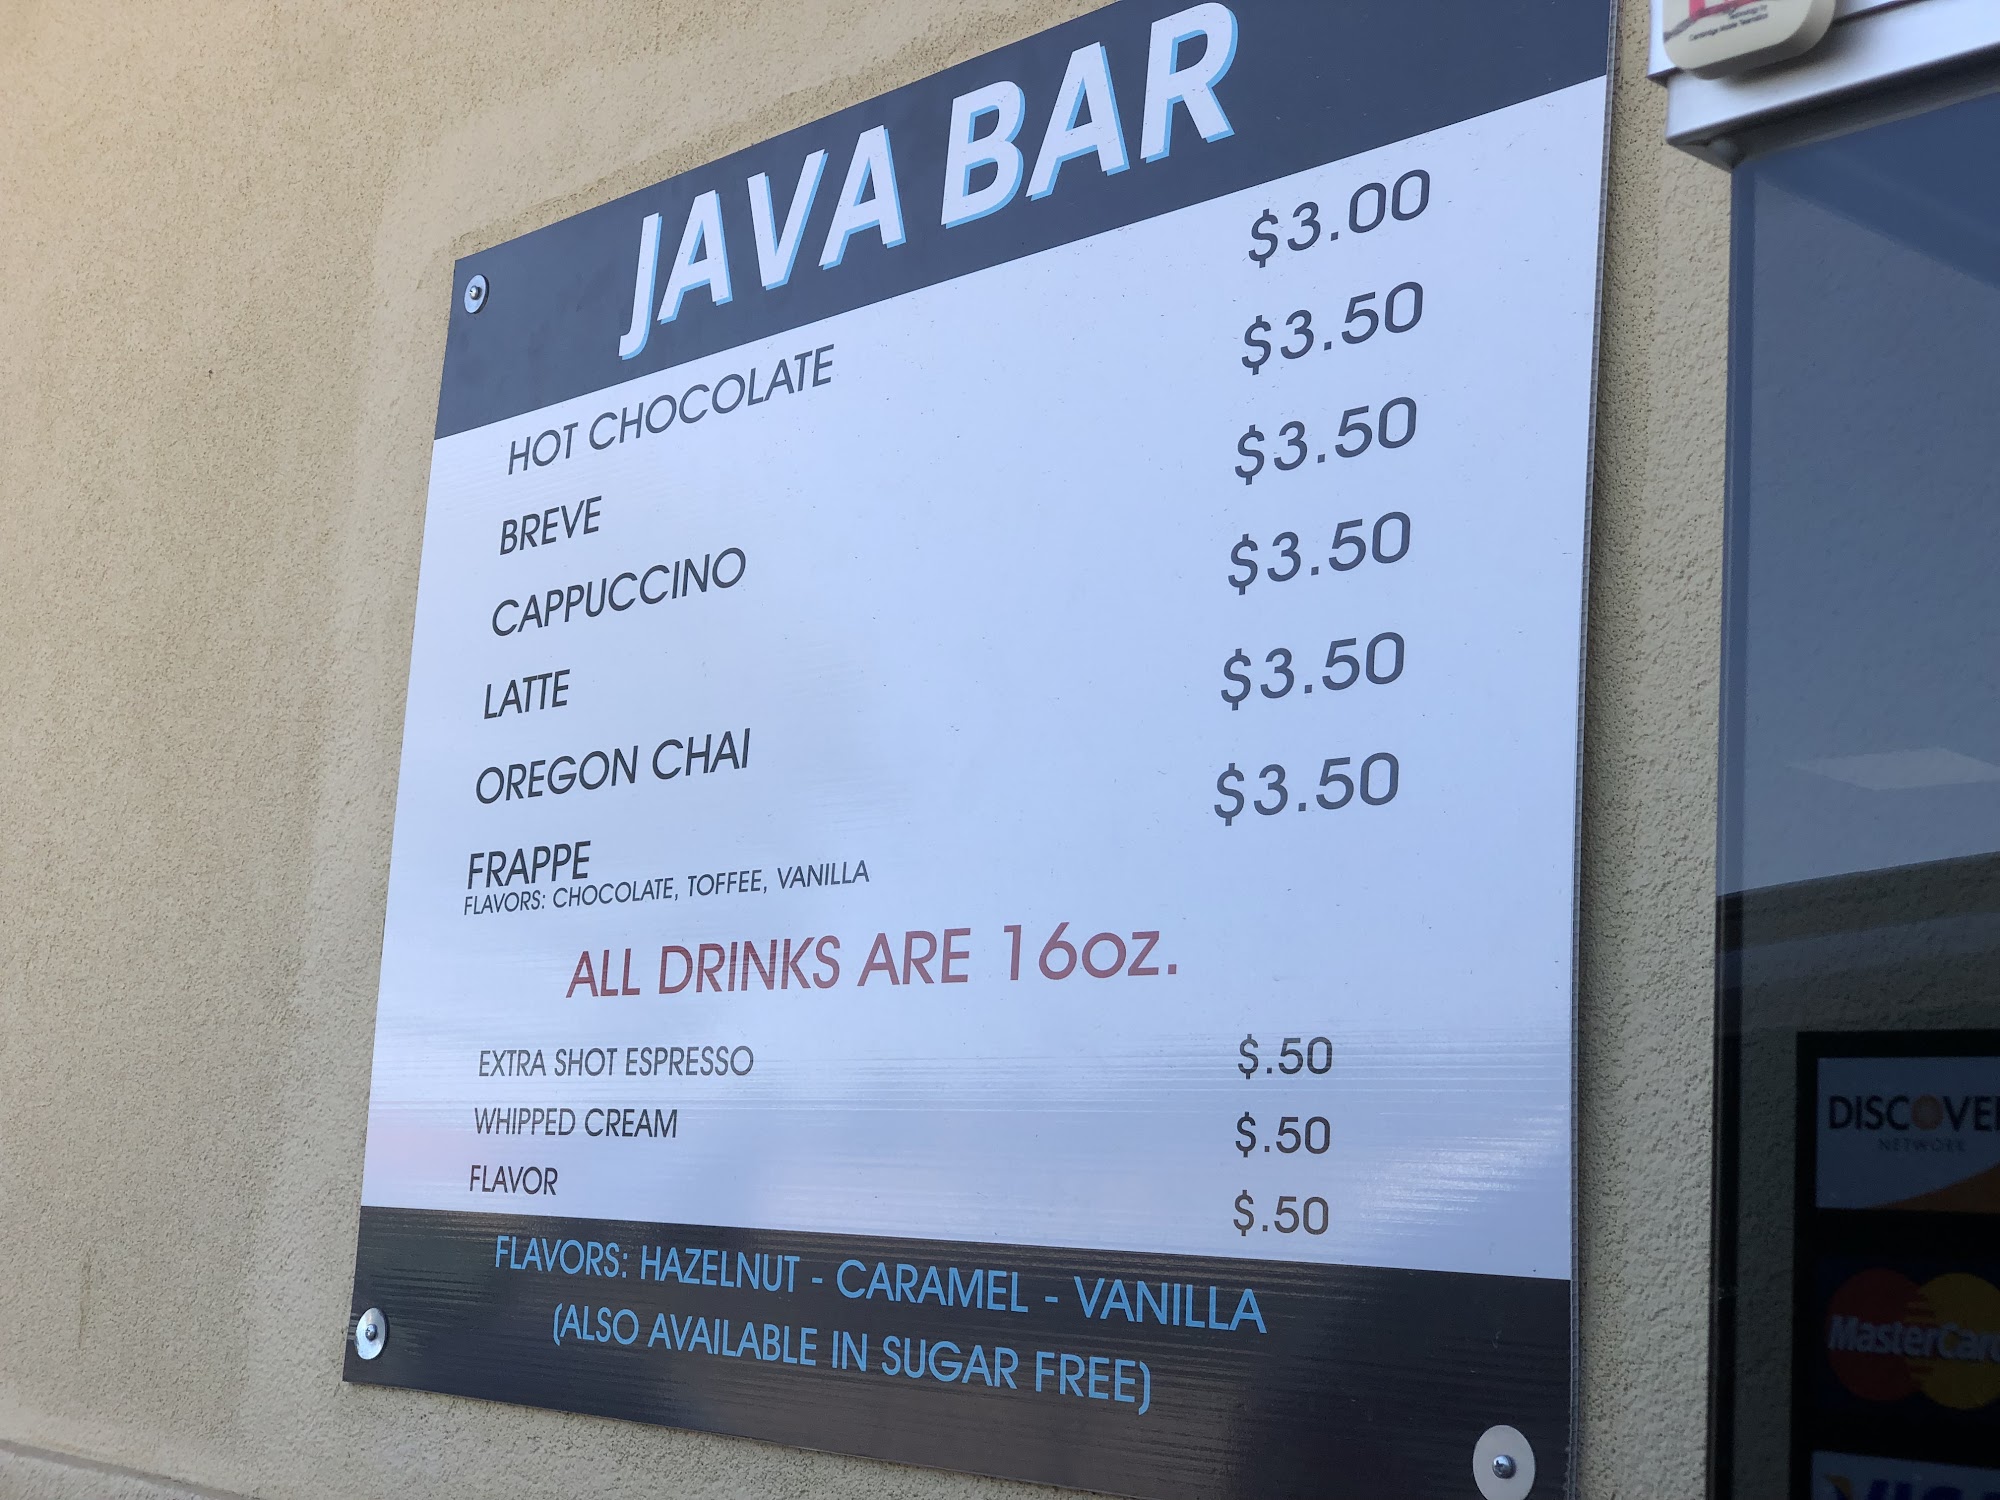 JAVA BAR
HOT CHOCOLATE $3.00
BREVE $3.50
CAPPUCCINO $3.50
LATTE $3.50
OREGON CHAI $3.50
FRAPPE $3.50
FLAVORS: CHOCOLATE, TOFFEE, VANILLA
ALL DRINKS ARE 16oz.
EXTRA SHOT ESPRESSO $.50
WHIPPED CREAM $.50
FLAVOR $.50
FLAVORS: HAZELNUT - CARAMEL - VANILLA
(ALSO AVAILABLE IN SUGAR FREE)
DISCOVE
NETWORK
MasterCard
VISA